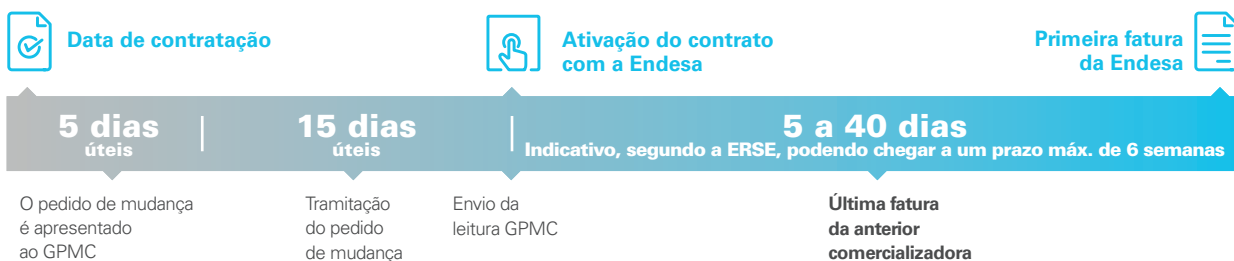 Data de contratação
Ativação do contrato
com a Endesa
Primeira fatura
da Endesa
5 dias
úteis
15 dias
úteis
5 a 40 dias
Indicativo, segundo a ERSE, podendo chegar a um prazo máx. de 6 semanas
O pedido de mudança
é apresentado
ao GPMC
Tramitação
do pedido
de mudança
Envio da
leitura GPMC
Última fatura
da anterior
comercializadora